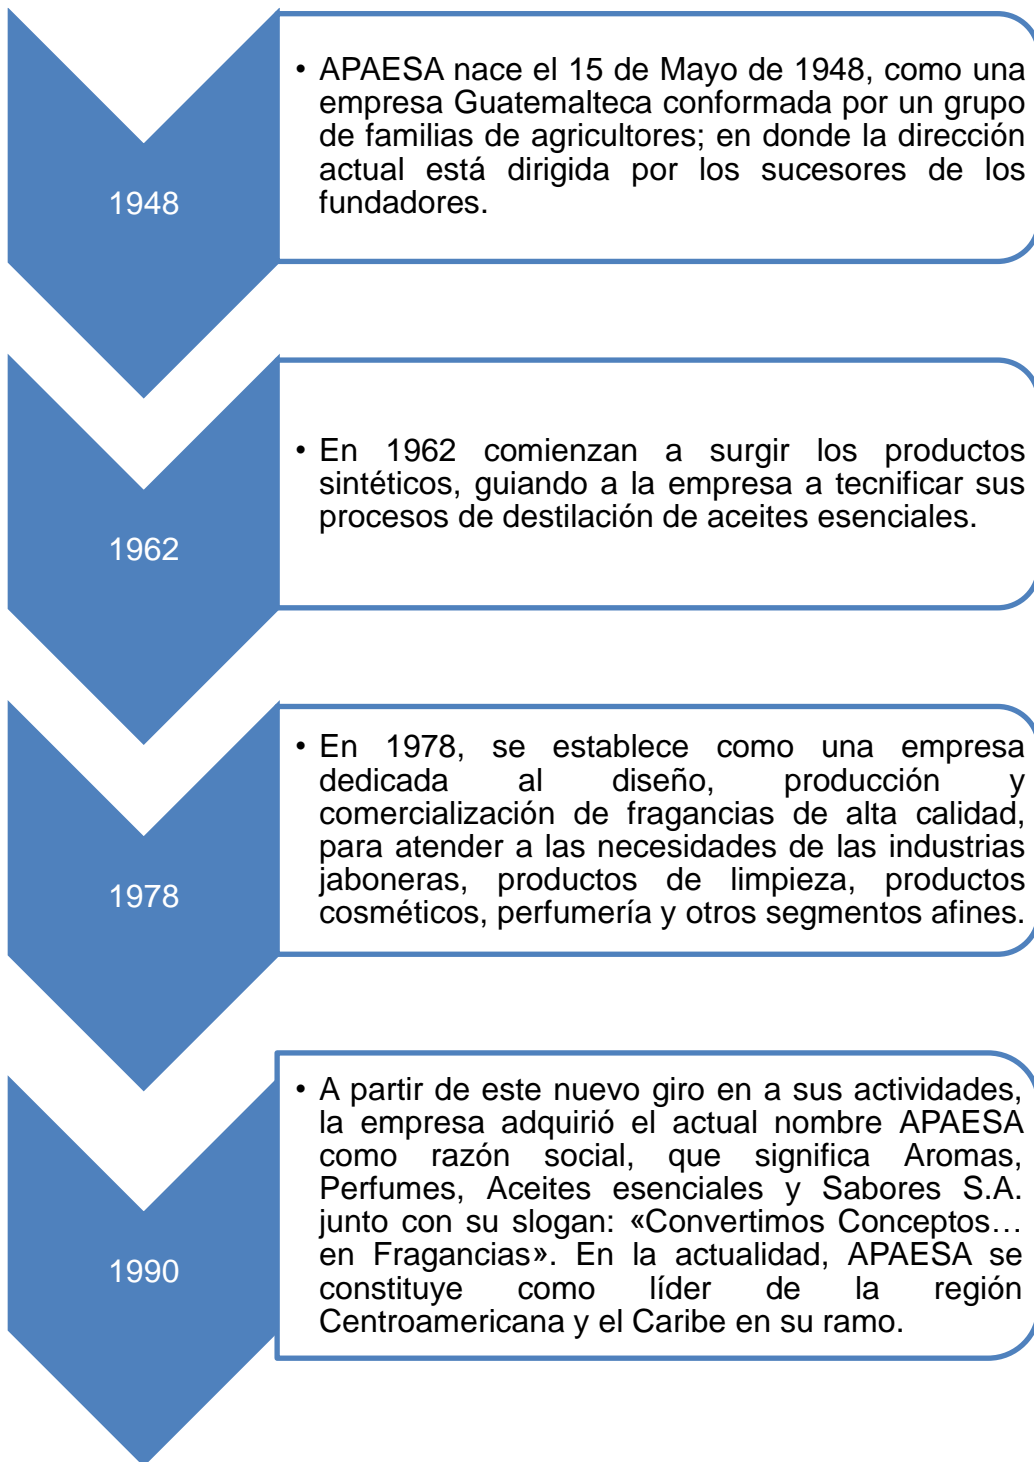 1948
• APAESA nace el 15 de Mayo de 1948, como una
empresa Guatemalteca conformada por un grupo
de familias de agricultores; en donde la dirección
actual está dirigida por los sucesores de los
fundadores.
1962
• En 1962 comienzan a surgir los productos
sintéticos, guiando a la empresa a tecnificar sus
procesos de destilación de aceites esenciales.
1978
• En 1978, se establece como una empresa
dedicada al diseño, producción y
comercialización de fragancias de alta calidad,
para atender a las necesidades de las industrias
jaboneras, productos de limpieza, productos
cosméticos, perfumería y otros segmentos afines.
1990
• A partir de este nuevo giro en a sus actividades,
la empresa adquirió el actual nombre APAESA
como razón social, que significa Aromas,
Perfumes, Aceites esenciales y Sabores S.A.
junto con su slogan: «Convertimos Conceptos…
en Fragancias». En la actualidad, APAESA se
constituye como líder de la región
Centroamericana y el Caribe en su ramo.